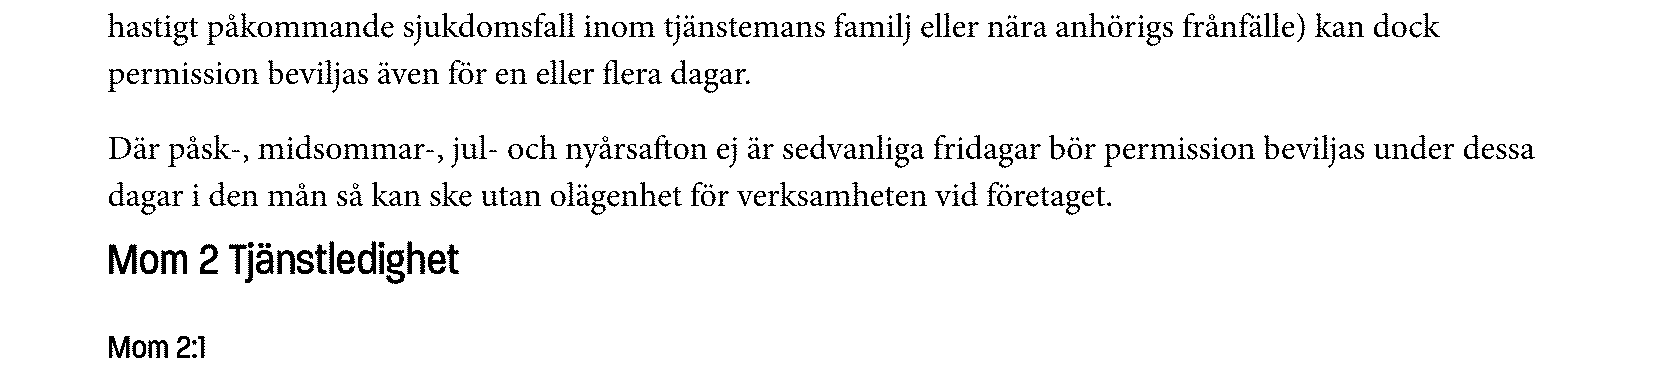 hastigt påkommande sjukdomsfall inom tjänstemans familj eller nära anhörigs frånfälle) kan dock
permission beviljas även för en eller flera dagar.
Där påsk-, midsommar-, jul- och nyårsafton ej är sedvanliga fridagar bör permission beviljas under dessa
dagar i den mån så kan ske utan olägenhet för verksamheten vid företaget.
Mom 2 Tjänstledighet
Mom 2:1